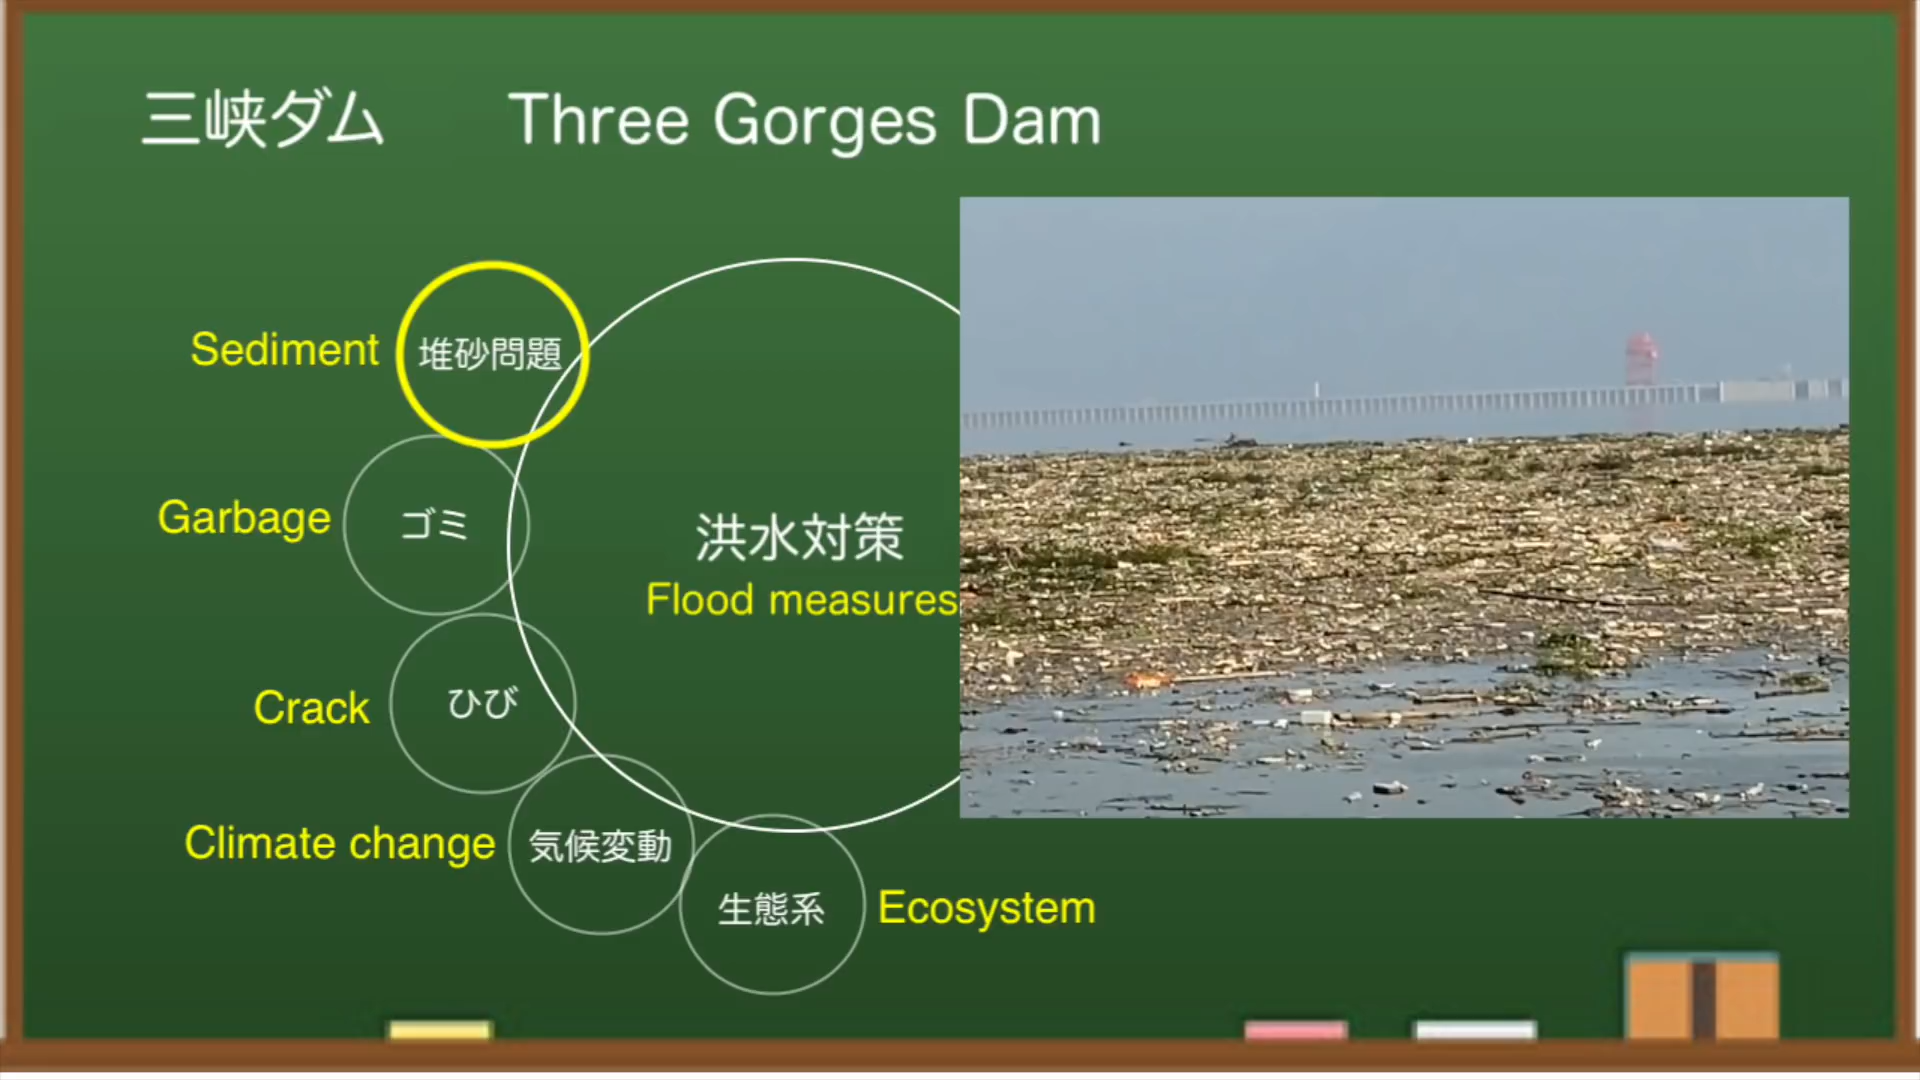 三峡ダム Three Gorges Dam
Sediment 堆砂問題
Garbage ゴミ
洪水対策
Flood measures
Crack ひび
Climate change 気候変動
生態系 Ecosystem